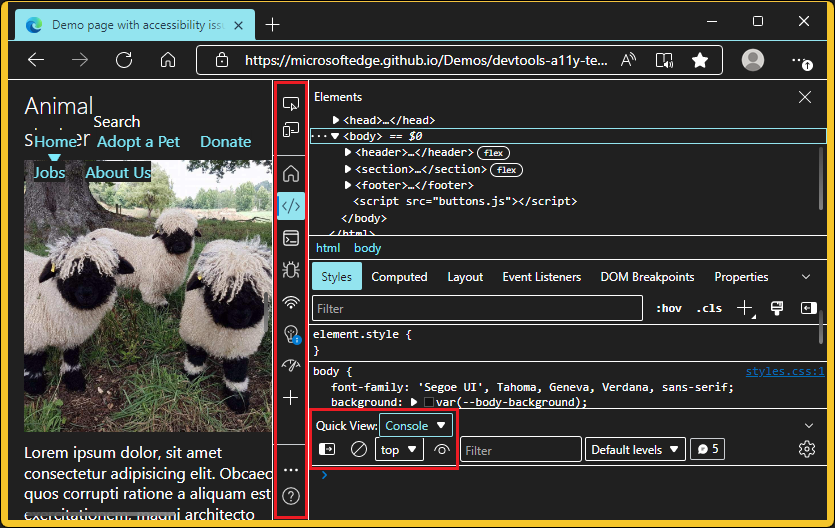 Demo page with accessibility iss
https://microsoftedge.github.io/Demos/devtools-a11y-te...
Animal
Search
Home Adopt a Pet Donate
Jobs About Us
Lorem ipsum dolor, sit amet
consectetur adipisicing elit. Obcaec
quos corrupti ratione a aliquam est
magni architecto
Elements
<head>…</head>
<body> == $0
<header>…</header> flex
<section>…</section> flex
<footer>…</footer>
<script src="buttons.js"></script>
</body>
</html>
html body
Styles Computed Layout Event Listeners DOM Breakpoints Properties
Filter :hov .cls
element.style {
}
body { styles.css:1
font-family: 'Segoe UI', Tahoma, Geneva, Verdana, sans-serif;
background: var(--body-background);
Quick View: Console
top Filter Default levels 5